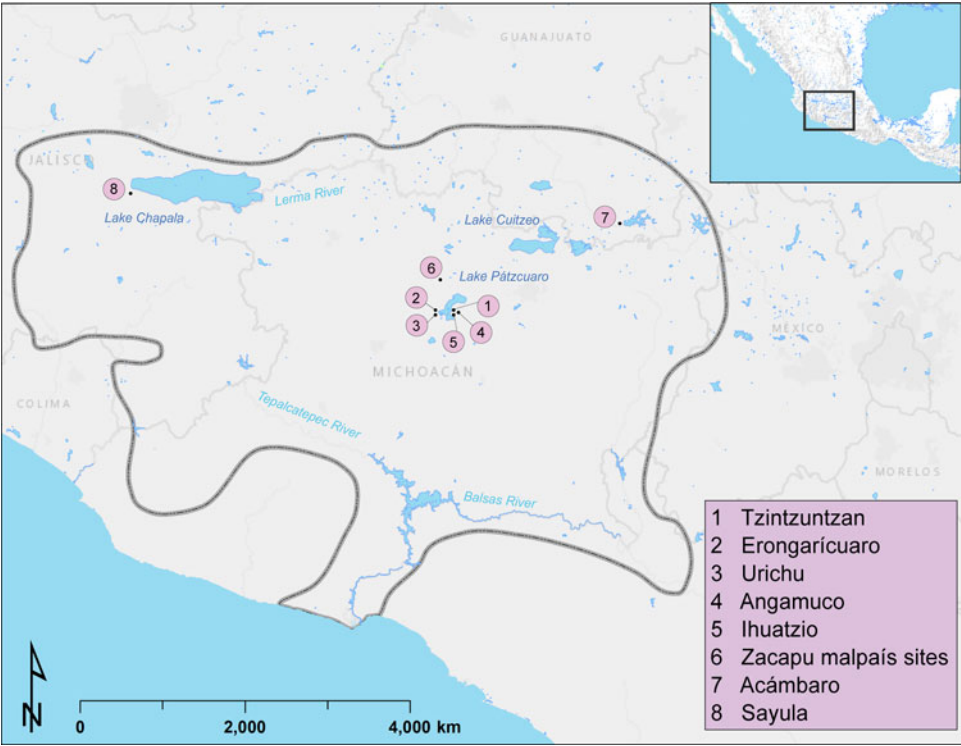 GUANAJUATO
JALISCO
8
Lerma River
Lake Chapala
Lake Cuitzeo
7
6
Lake Pátzcuaro
2
1
3
4
5
MÉXICO
MICHOACÁN
COLIMA
Tepalcatepec River
MORELOS
Balsas River
1 Tzintzuntzan
2 Erongarícuaro
3 Urichu
4 Angamuco
5 Ihuatzio
6 Zacapu malpaís sites
7 Acámbaro
8 Sayula
N
0 2,000 4,000 km